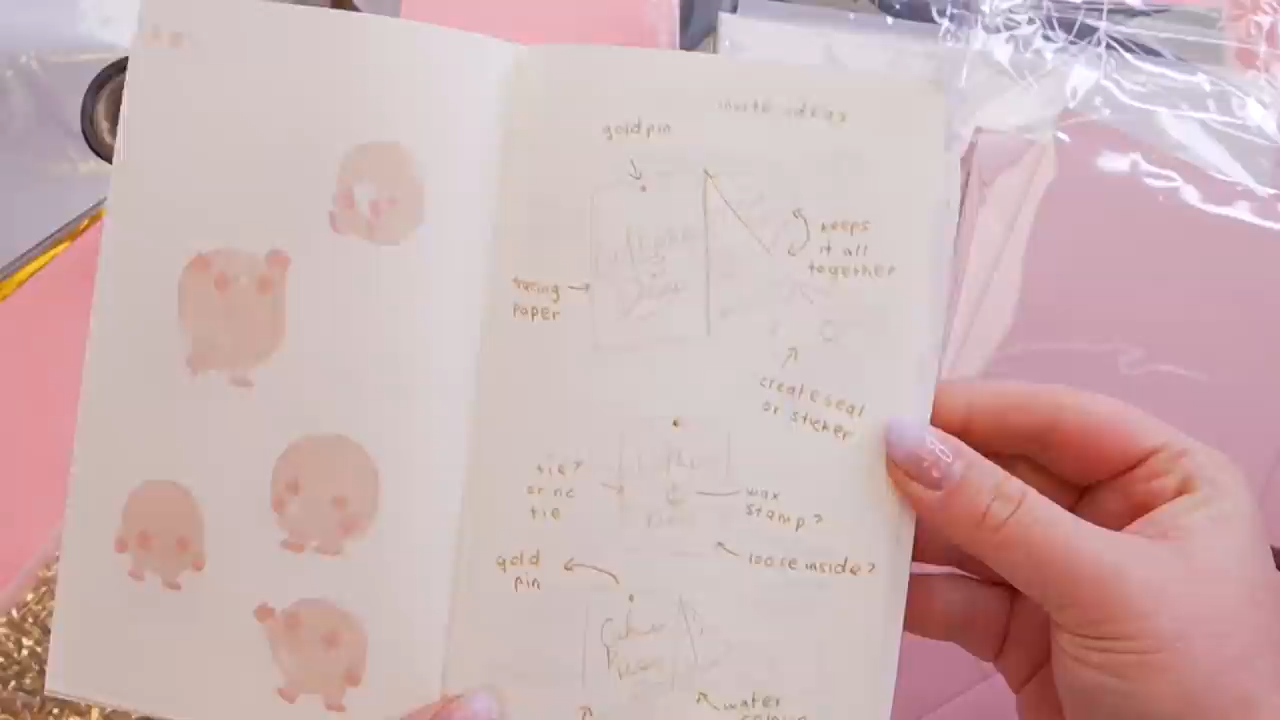 invite ideas
gold pin
keeps
it all
together
tracing
paper
create seal
or sticker
tie?
or no
tie
wax
stamp?
loose inside?
gold
pin
water